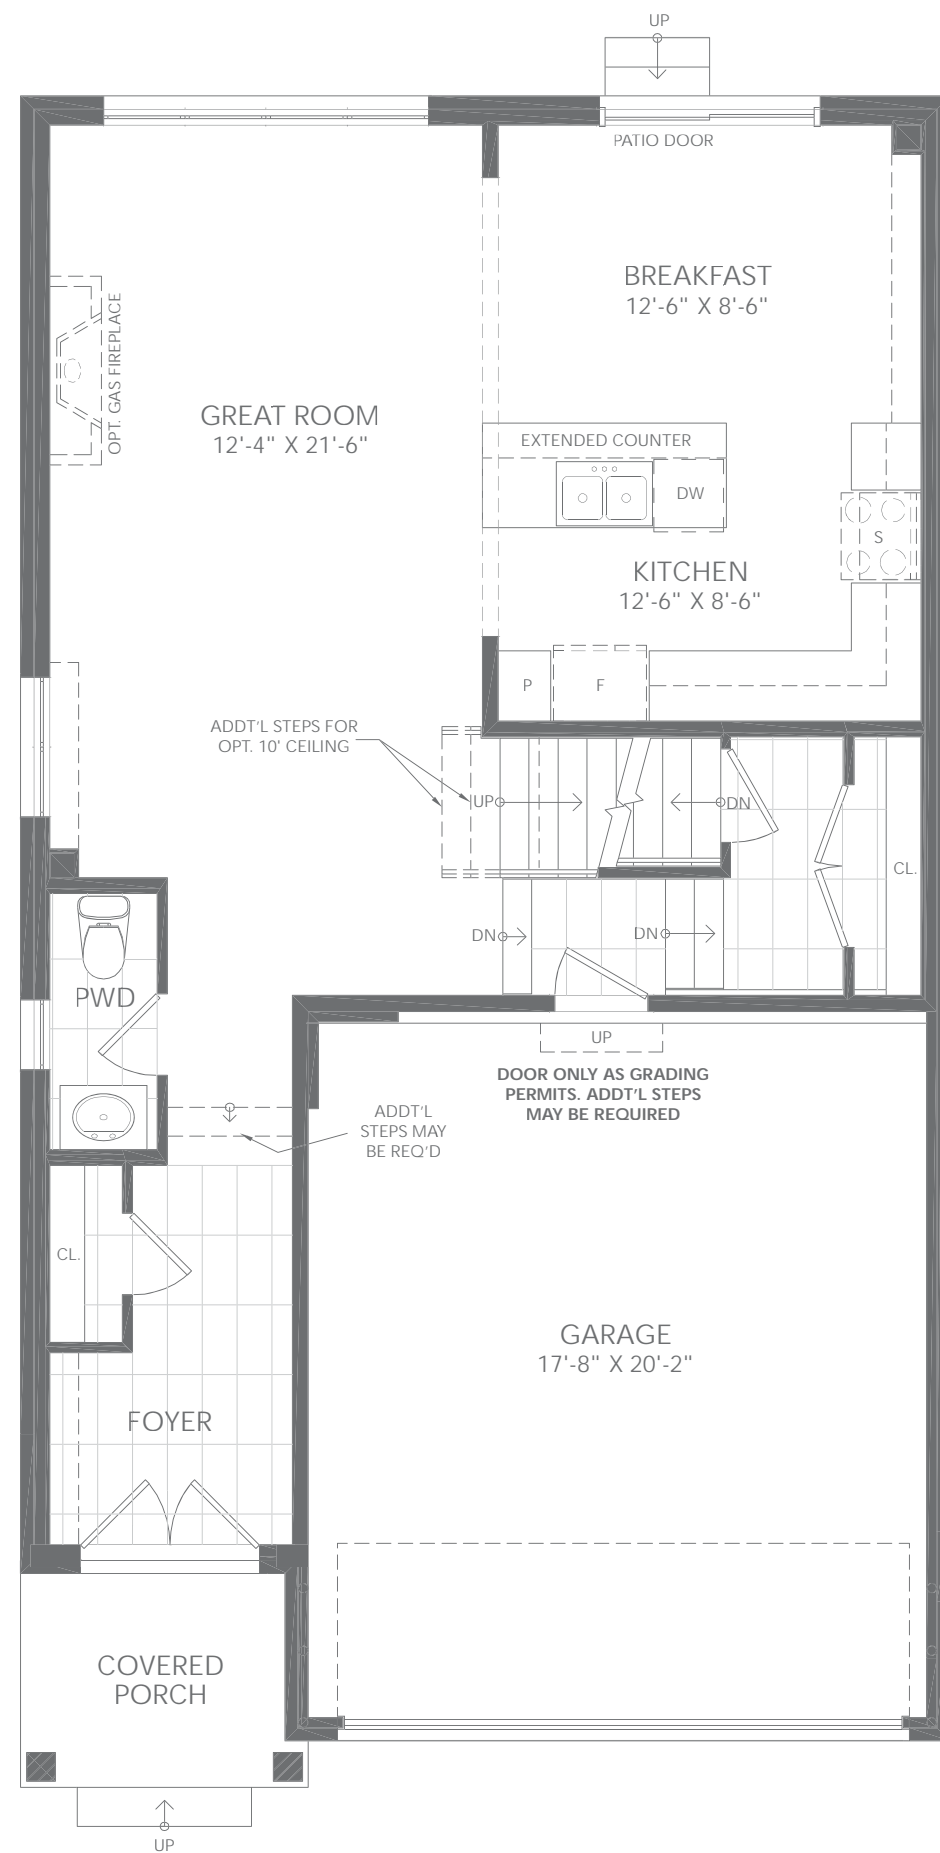 UP
PATIO DOOR
BREAKFAST
12'-6" X 8'-6"
OPT. GAS FIREPLACE
GREAT ROOM
12'-4" X 21'-6"
EXTENDED COUNTER
DW
S
KITCHEN
12'-6" X 8'-6"
P
F
ADDT'L STEPS FOR
OPT. 10' CEILING
UP
DN
CL.
DN
DN
PWD
UP
DOOR ONLY AS GRADING
PERMITS. ADDT'L STEPS
MAY BE REQUIRED
ADDT'L
STEPS MAY
BE REQ'D
CL.
GARAGE
17'-8" X 20'-2"
FOYER
COVERED
PORCH
UP